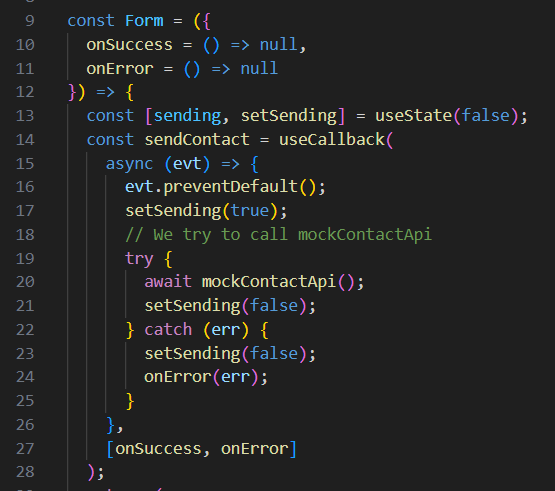 9 const Form = ({
10 onSuccess = () => null,
11 onError = () => null
12 }) => {
13 const [sending, setSending] = useState(false);
14 const sendContact = useCallback(
15 async (evt) => {
16 evt.preventDefault();
17 setSending(true);
18 // We try to call mockContactApi
19 try {
20 await mockContactApi();
21 setSending(false);
22 } catch (err) {
23 setSending(false);
24 onError(err);
25 }
26 },
27 [onSuccess, onError]
28 );